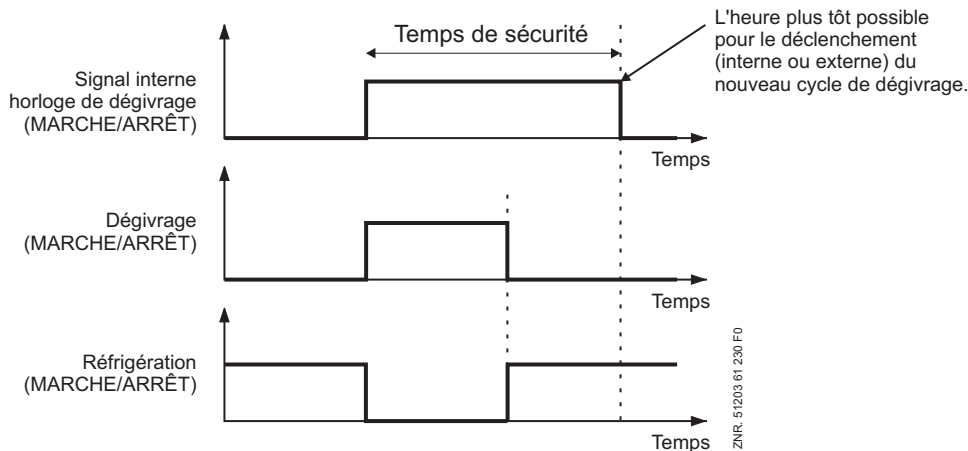 Temps de sécurité
L'heure plus tôt possible
pour le déclenchement
(interne ou externe) du
nouveau cycle de dégivrage.
Signal interne
horloge de dégivrage
(MARCHE/ARRÊT)
Temps
Dégivrage
(MARCHE/ARRÊT)
Temps
Réfrigération
(MARCHE/ARRÊT)
Temps
ZNR. 51203 61 230 F0